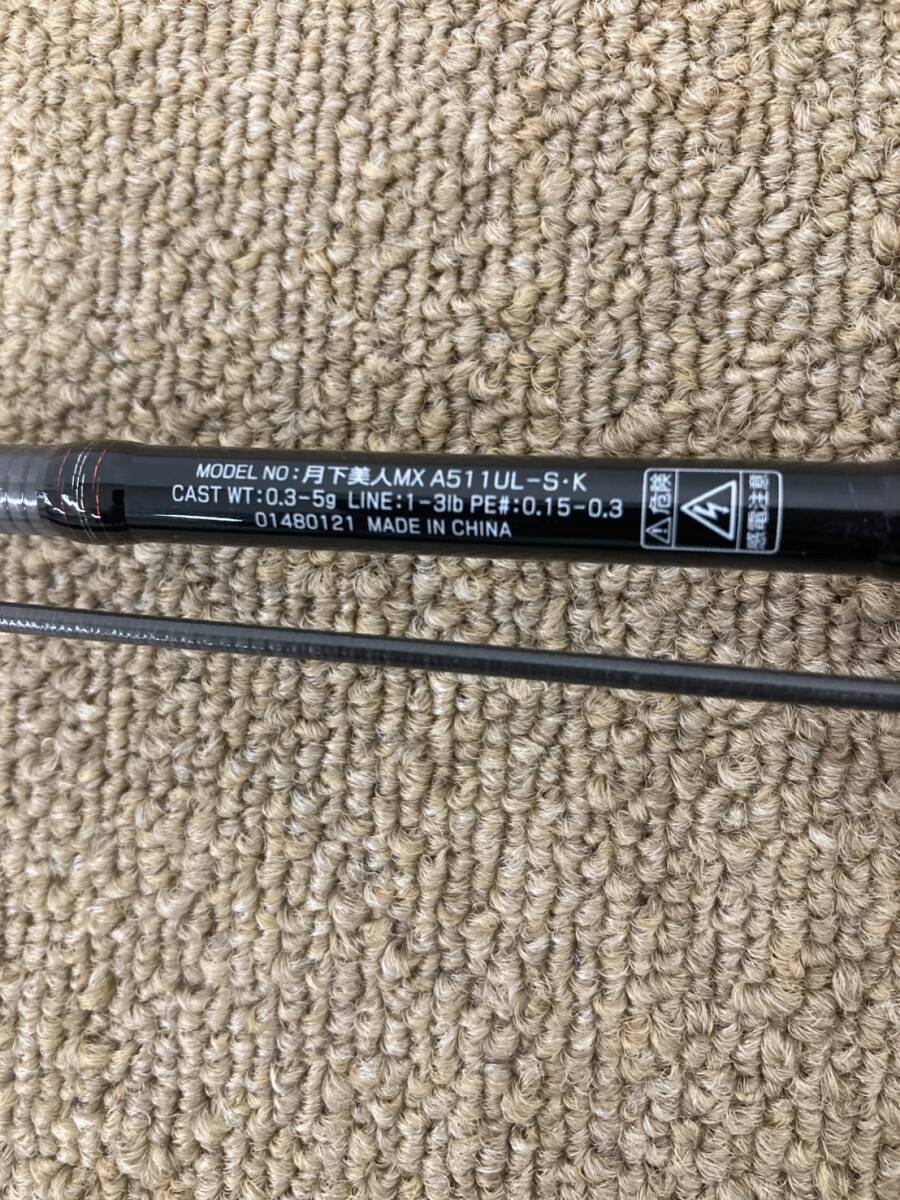 MODEL NO:月下美人MX A511UL-S・K
CAST WT:0.3-5g LINE:1-3lb PE#:0.15-0.3
01480121 MADE IN CHINA
危険
感電注意